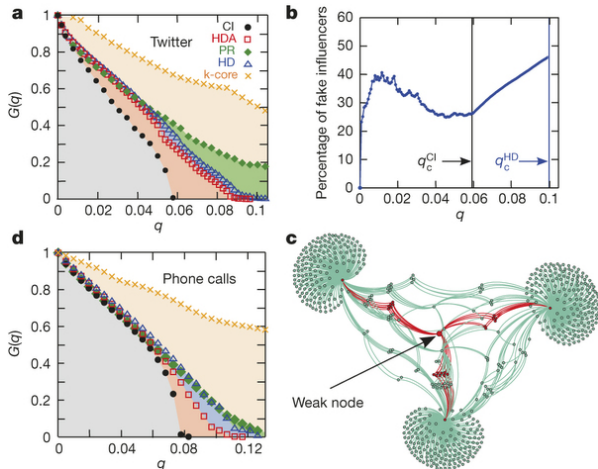 a
Twitter
CI
HDA
PR
HD
k-core
G(q)
1
0.8
0.6
0.4
0.2
0
0 0.02 0.04 0.06 0.08 0.1
q
b
Percentage of fake influencers
60
50
40
30
20
10
0
q_c^CI
q_c^HD
0 0.02 0.04 0.06 0.08 0.10
q
d
Phone calls
G(q)
1
0.8
0.6
0.4
0.2
0
0 0.04 0.08 0.12
q
c
Weak node